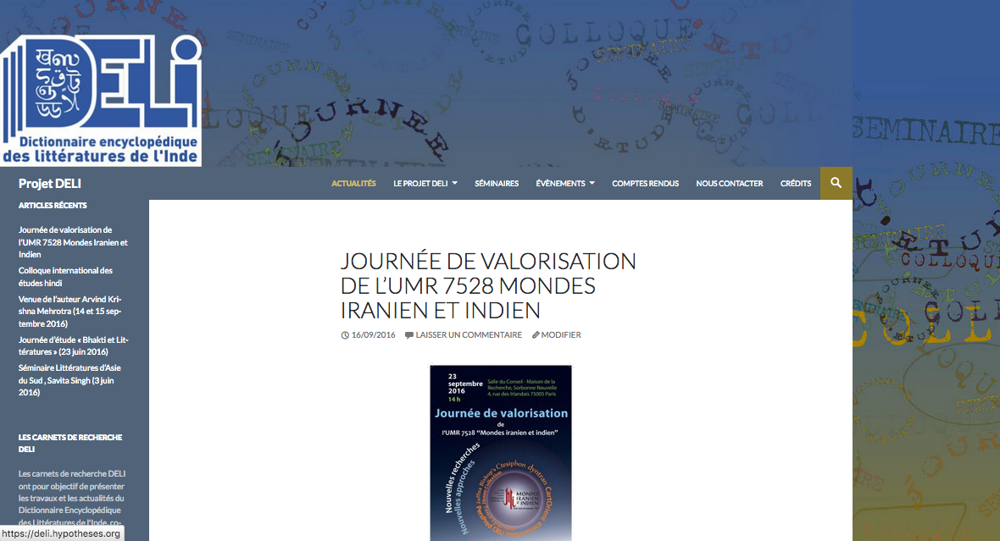 DELi
Dictionnaire encyclopédique
des littératures de l'Inde
COLLOQUE
SEMINAIRE
JOURNEE
SEMINAIRE
Projet DELI
ACTUALITÉS LE PROJET DELI SÉMINAIRES ÉVÈNEMENTS COMPTES RENDUS NOUS CONTACTER CRÉDITS
ARTICLES RÉCENTS
Journée de valorisation de
l'UMR 7528 Mondes Iranien et
Indien
Colloque international des
études hindi
Venue de l'auteur Arvind Kri-
shna Mehrotra (14 et 15 sep-
tembre 2016)
Journée d'étude « Bhakti et Lit-
tératures » (23 juin 2016)
Séminaire Littératures d'Asie
du Sud , Savita Singh (3 juin
2016)
LES CARNETS DE RECHERCHE
DELI
Les carnets de recherche DELI
ont pour objectif de présenter
les travaux et les actualités du
Dictionnaire Encyclopédique
des Littératures de l'Inde, co-
https://deli.hypotheses.org
JOURNÉE DE VALORISATION
DE L'UMR 7528 MONDES
IRANIEN ET INDIEN
16/09/2016 LAISSER UN COMMENTAIRE MODIFIER
23
septembre
2016
14 h
Salle du Conseil - Maison de la
Recherche, Sorbonne Nouvelle
4, rue des Irlandais 75005 Paris
Journée de valorisation
de
l'UMR 7528 "Mondes iranien et indien"
Nouvelles recherches
Nouvelles approches
MONDES
IRANIEN
ET INDIEN